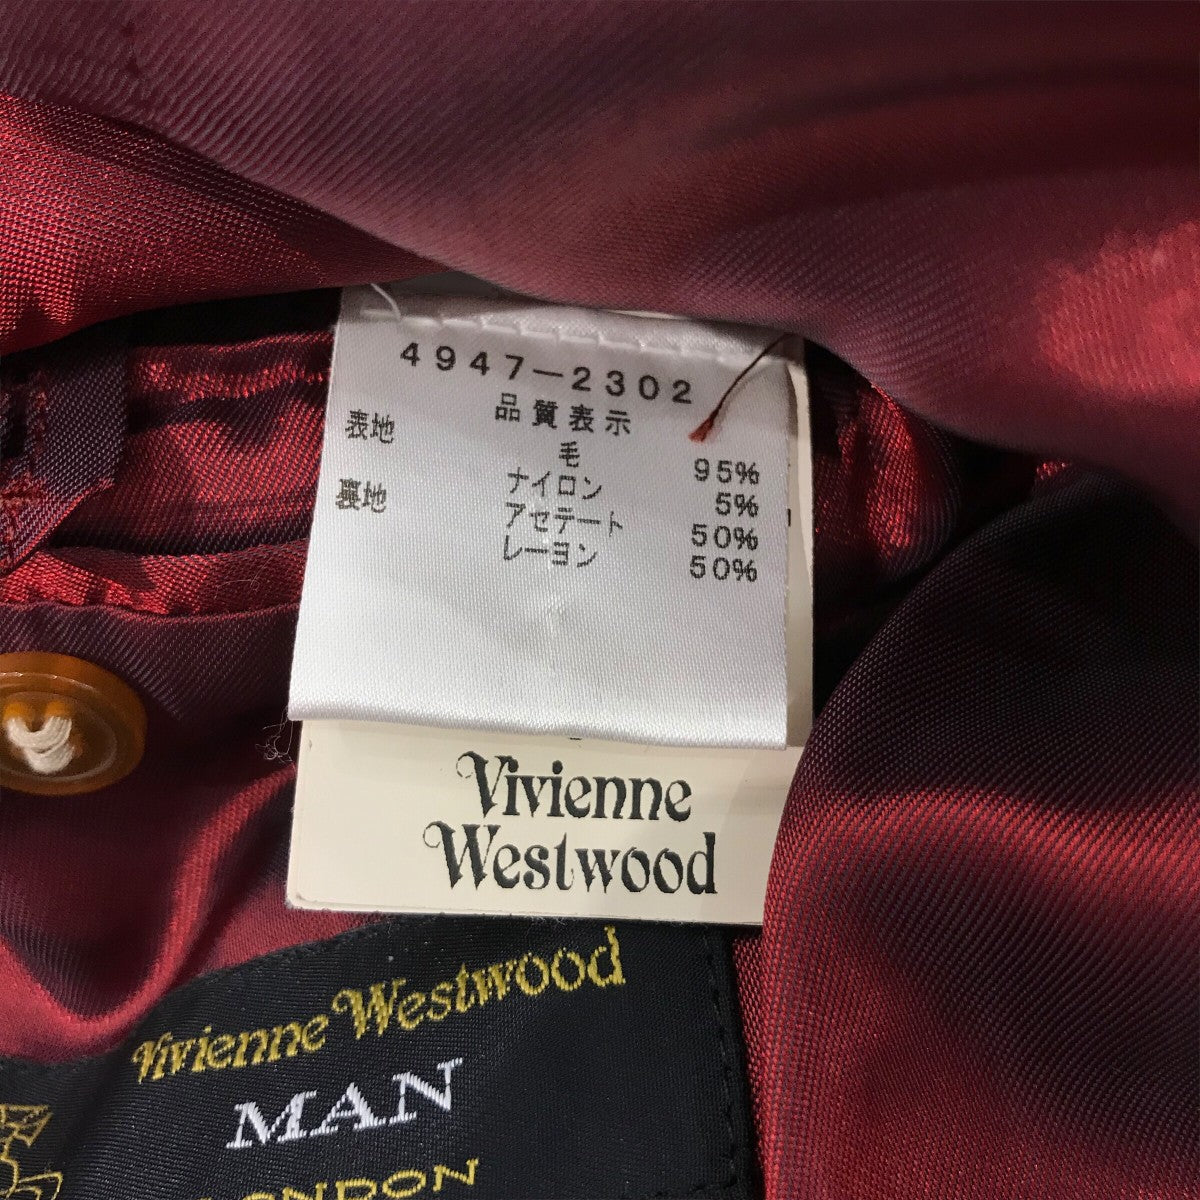 4947-2302
品質表示
表地 毛 95%
ナイロン 5%
裏地 アセテート 50%
レーヨン 50%
Vivienne
Westwood
Vivienne Westwood
MAN
LONDON